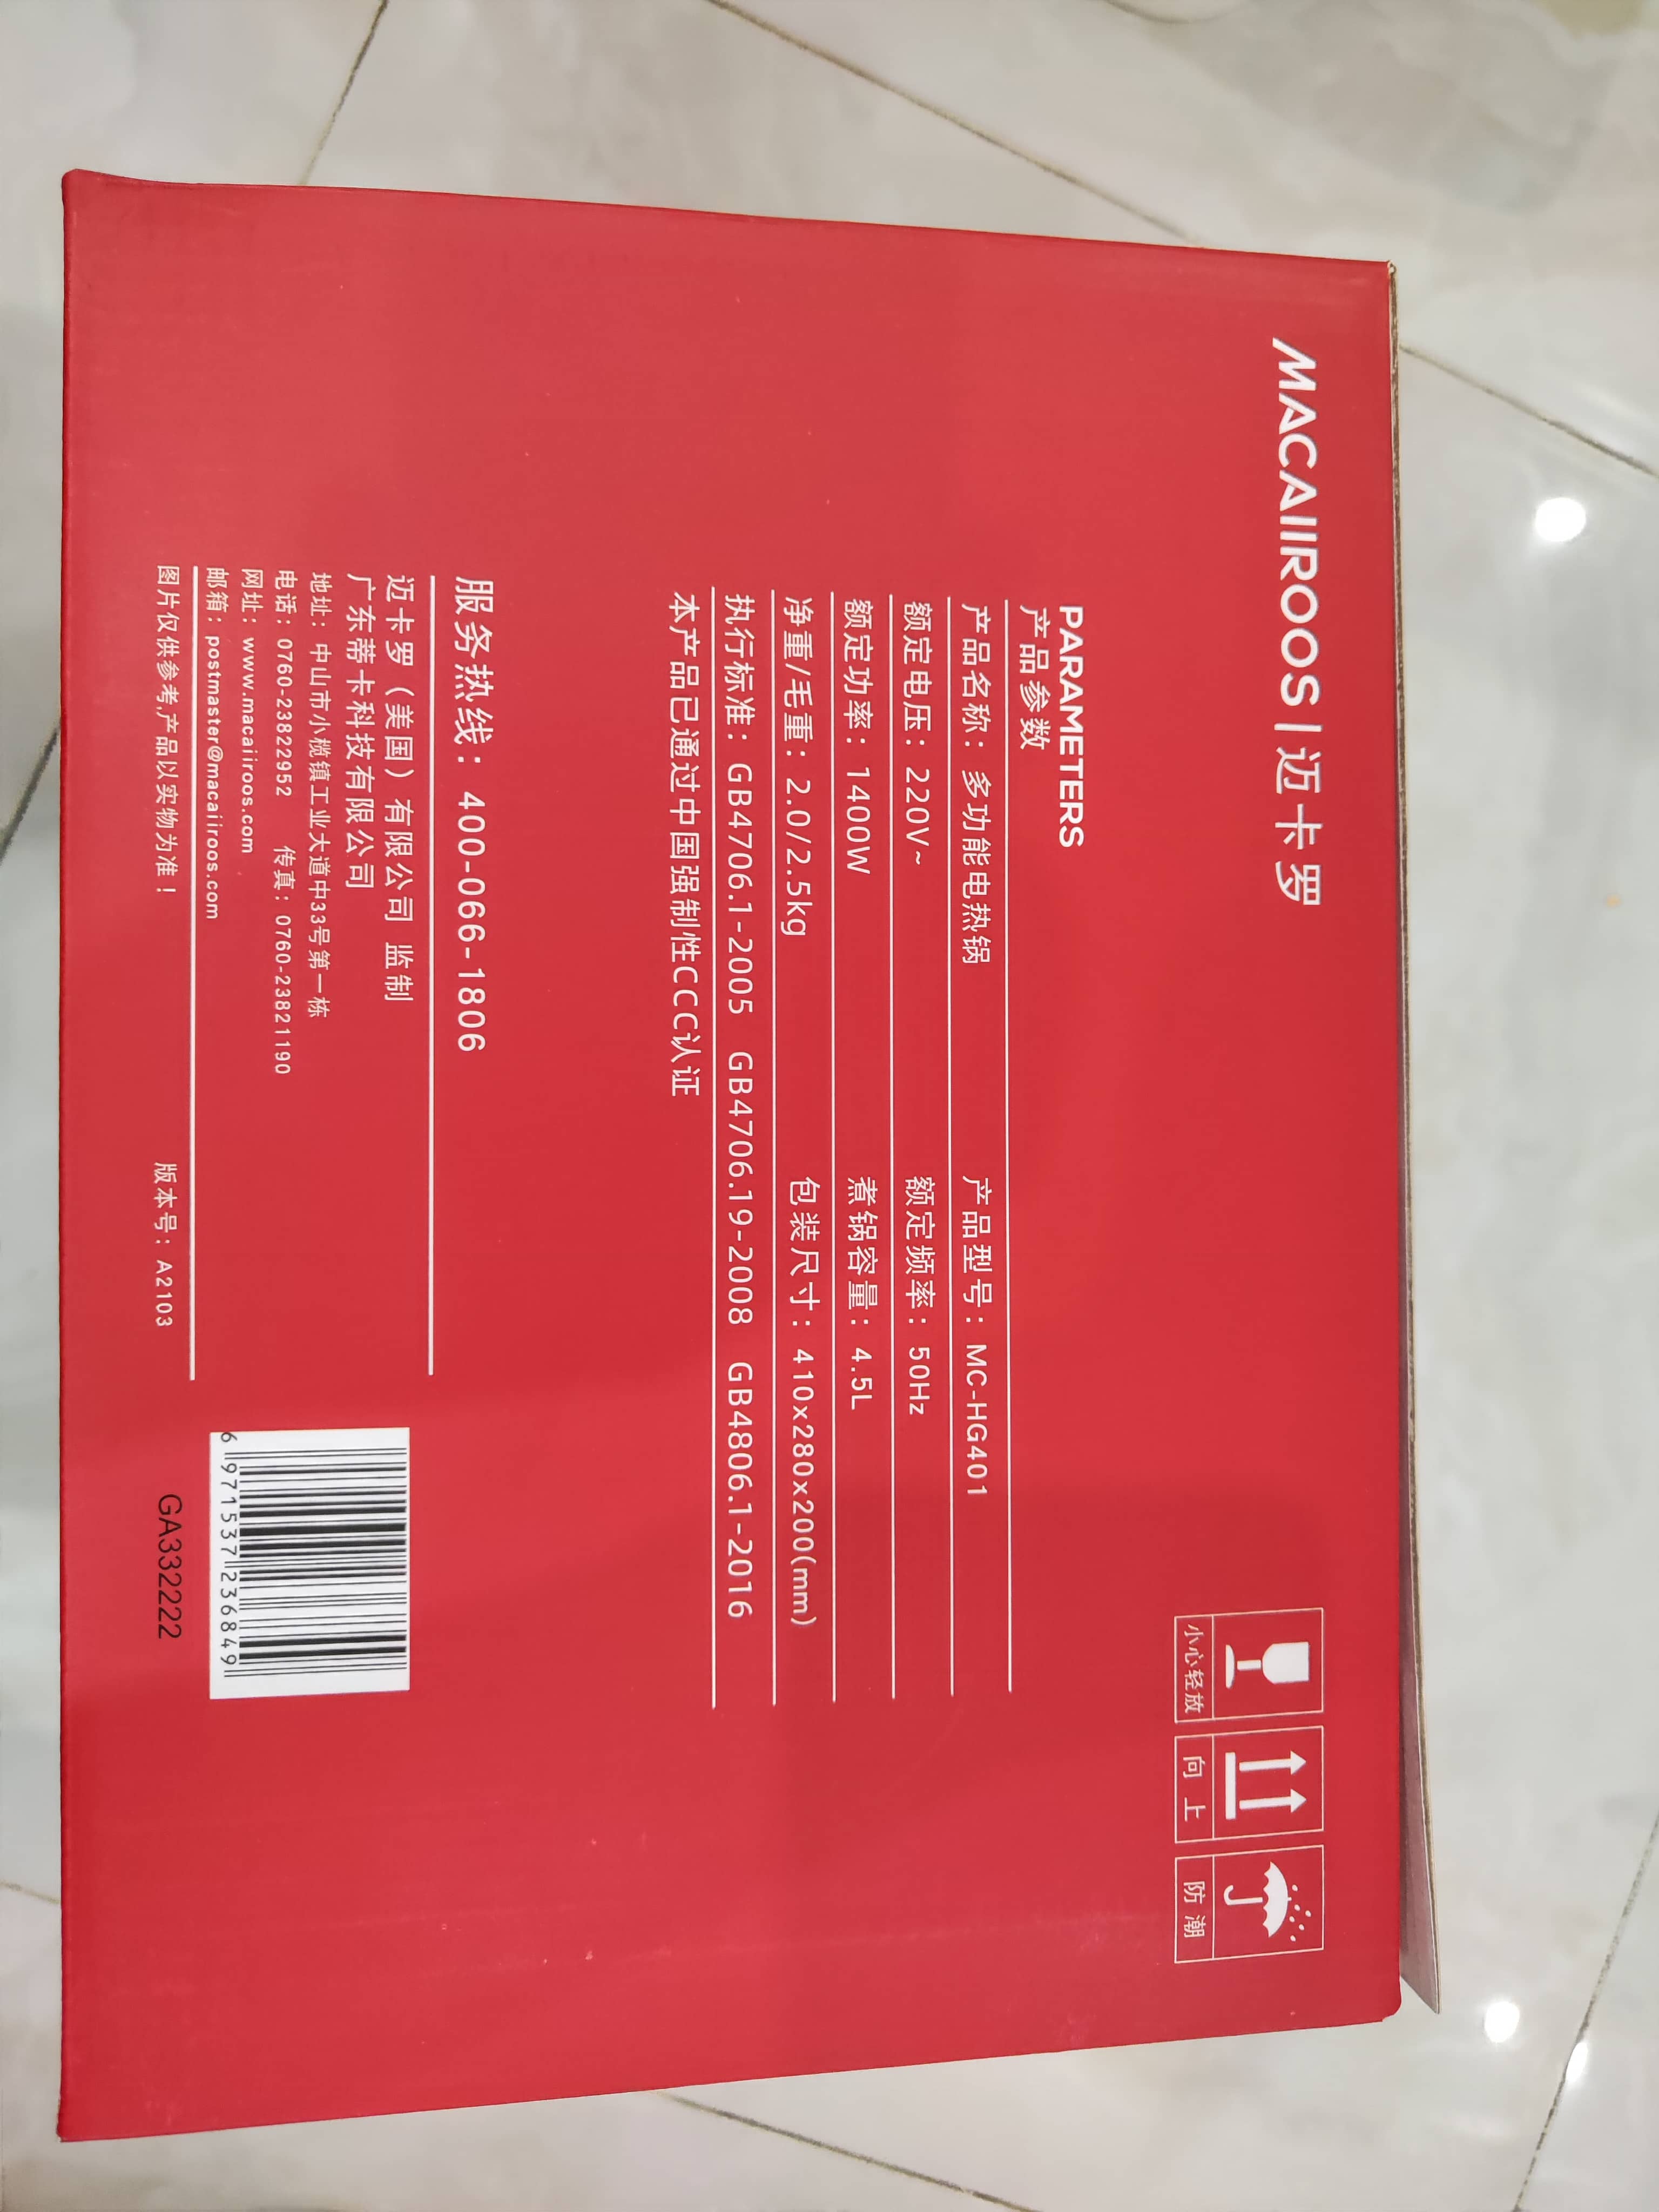 MACAIIROOS|迈卡罗
小心轻放 向上 防潮
PARAMETERS
产品参数
产品名称：多功能电热锅 产品型号：MC-HG401
额定电压：220V~ 额定频率：50Hz
额定功率：1400W 煮锅容量：4.5L
净重/毛重：2.0/2.5kg 包装尺寸：410x280x200(mm)
执行标准：GB4706.1-2005 GB4706.19-2008 GB4806.1-2016
本产品已通过中国强制性CCC认证
服务热线：400-066-1806
迈卡罗（美国）有限公司 监制
广东蒂卡科技有限公司
地址：中山市小榄镇工业大道中33号第一栋
电话：0760-23822952 传真：0760-23821190
网址：www.macaiiroos.com
邮箱：postmaster@macaiiroos.com
图片仅供参考,产品以实物为准！ 版本号：A2103
6 971537 236849
GA332222